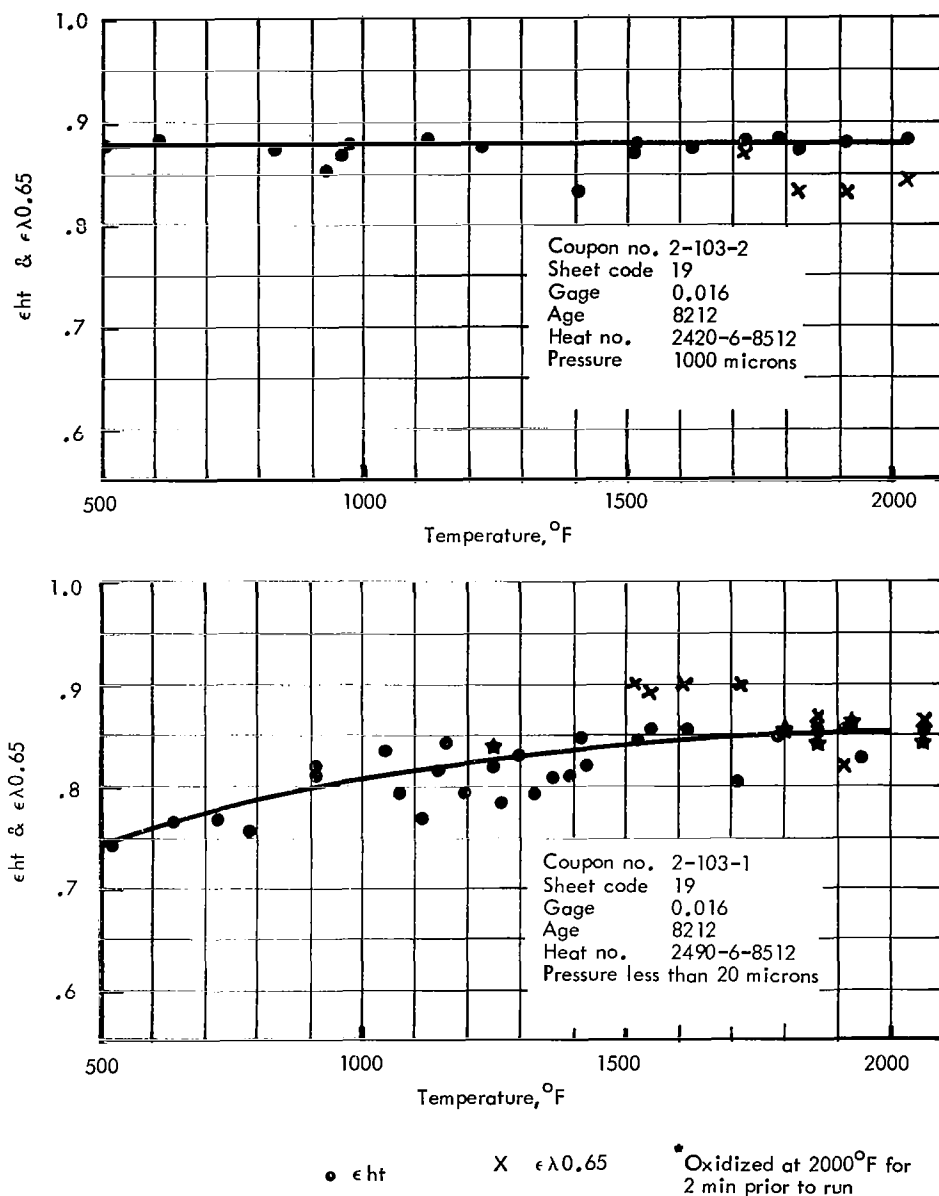 1.0
.9
.8
.7
.6
εht & ελ0.65
Coupon no. 2-103-2
Sheet code 19
Gage 0.016
Age 8212
Heat no. 2420-6-8512
Pressure 1000 microns
500 1000 1500 2000
Temperature, °F
1.0
.9
.8
.7
.6
εht & ελ0.65
Coupon no. 2-103-1
Sheet code 19
Gage 0.016
Age 8212
Heat no. 2490-6-8512
Pressure less than 20 microns
500 1000 1500 2000
Temperature, °F
● εht X ελ0.65 *Oxidized at 2000°F for
2 min prior to run